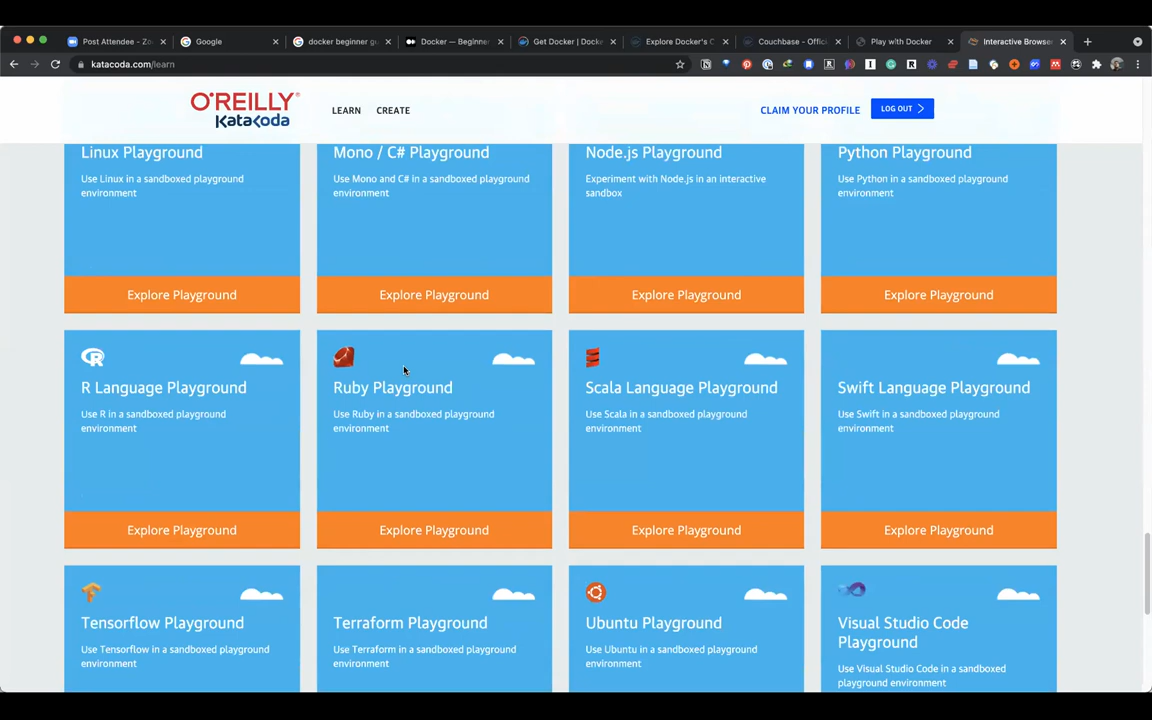 Post Attendee - Zo
Google
docker beginner gu
Docker — Beginner
Get Docker | Docke
Explore Docker's C
Couchbase - Offici
Play with Docker
Interactive Browse
katacoda.com/learn
O'REILLY®
Katacoda
LEARN
CREATE
CLAIM YOUR PROFILE
LOG OUT
Linux Playground
Use Linux in a sandboxed playground
environment
Explore Playground
Mono / C# Playground
Use Mono and C# in a sandboxed playground
environment
Explore Playground
Node.js Playground
Experiment with Node.js in an interactive
sandbox
Explore Playground
Python Playground
Use Python in a sandboxed playground
environment
Explore Playground
R Language Playground
Use R in a sandboxed playground
environment
Explore Playground
Ruby Playground
Use Ruby in a sandboxed playground
environment
Explore Playground
Scala Language Playground
Use Scala in a sandboxed playground
environment
Explore Playground
Swift Language Playground
Use Swift in a sandboxed playground
environment
Explore Playground
Tensorflow Playground
Use Tensorflow in a sandboxed playground
environment
Terraform Playground
Use Terraform in a sandboxed playground
environment
Ubuntu Playground
Use Ubuntu in a sandboxed playground
environment
Visual Studio Code
Playground
Use Visual Studio Code in a sandboxed
playground environment